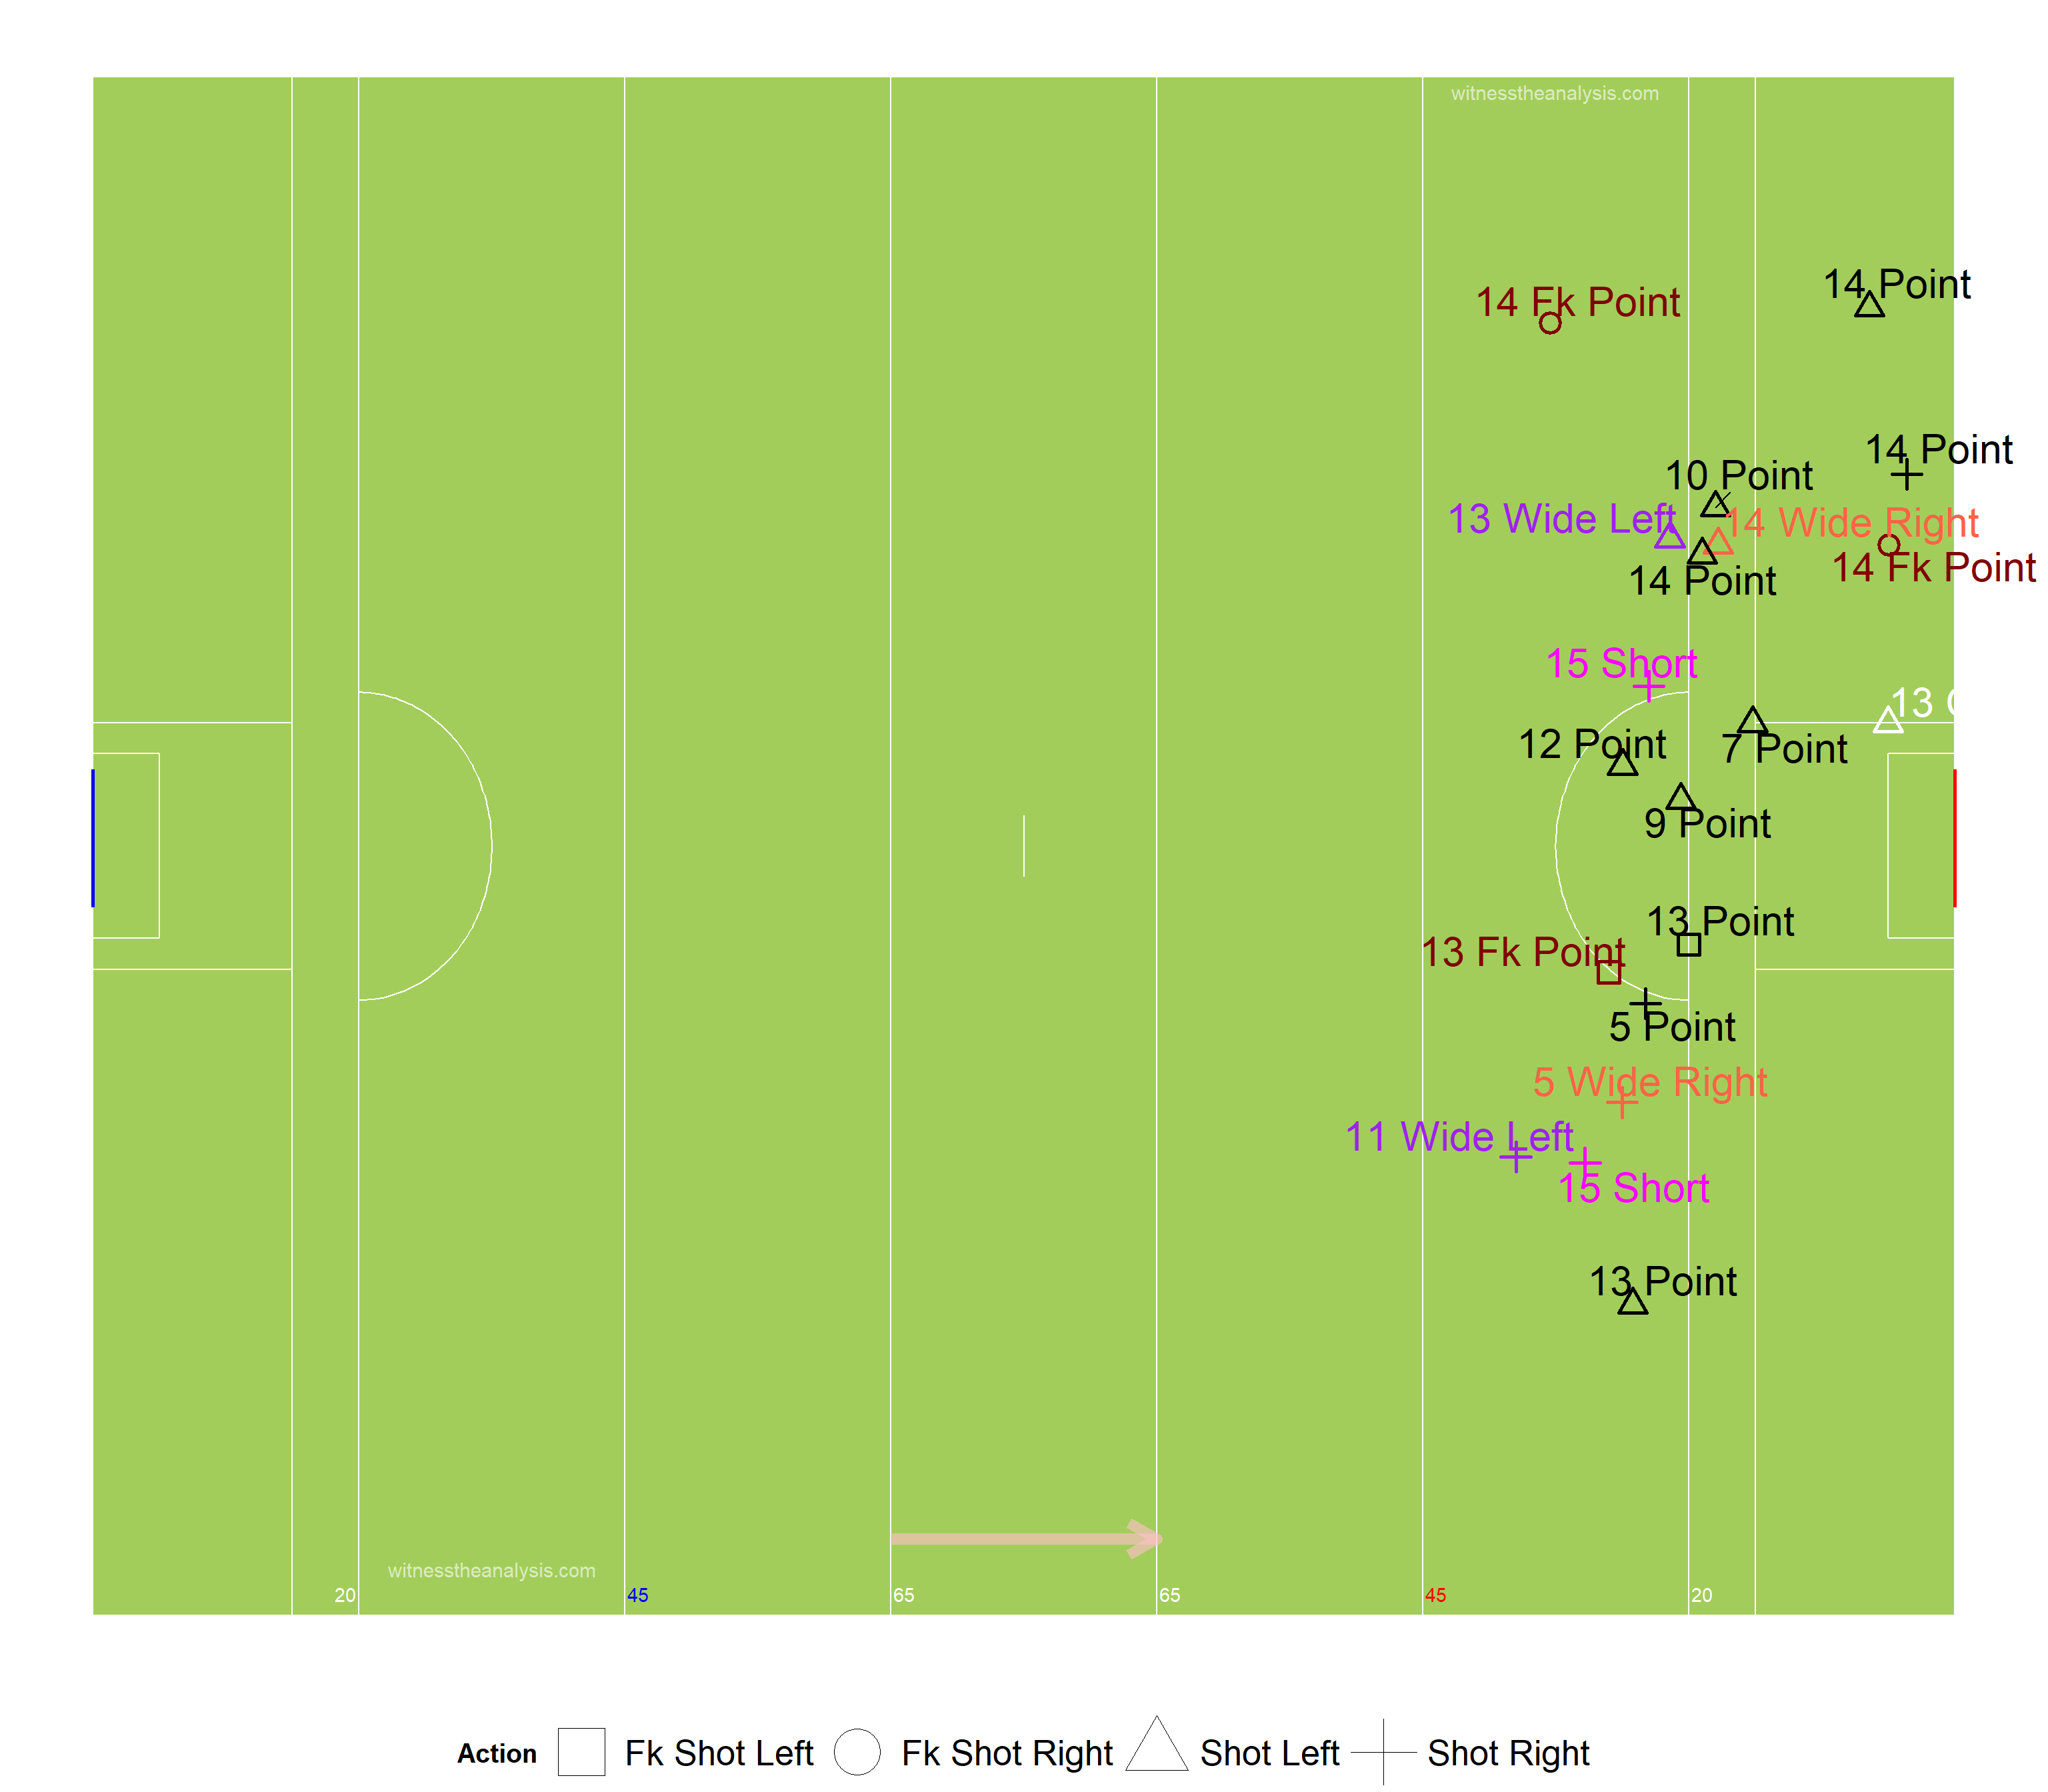 witnesstheanalysis.com
14 Point
14 Fk Point
14 Point
10 Point
13 Wide Left
14 Wide Right
14 Fk Point
14 Point
15 Short
13
12 Point
7 Point
9 Point
13 Point
13 Fk Point
5 Point
5 Wide Right
11 Wide Left
15 Short
13 Point
witnesstheanalysis.com
20
45
65
65
45
20
Action
Fk Shot Left
Fk Shot Right
Shot Left
Shot Right